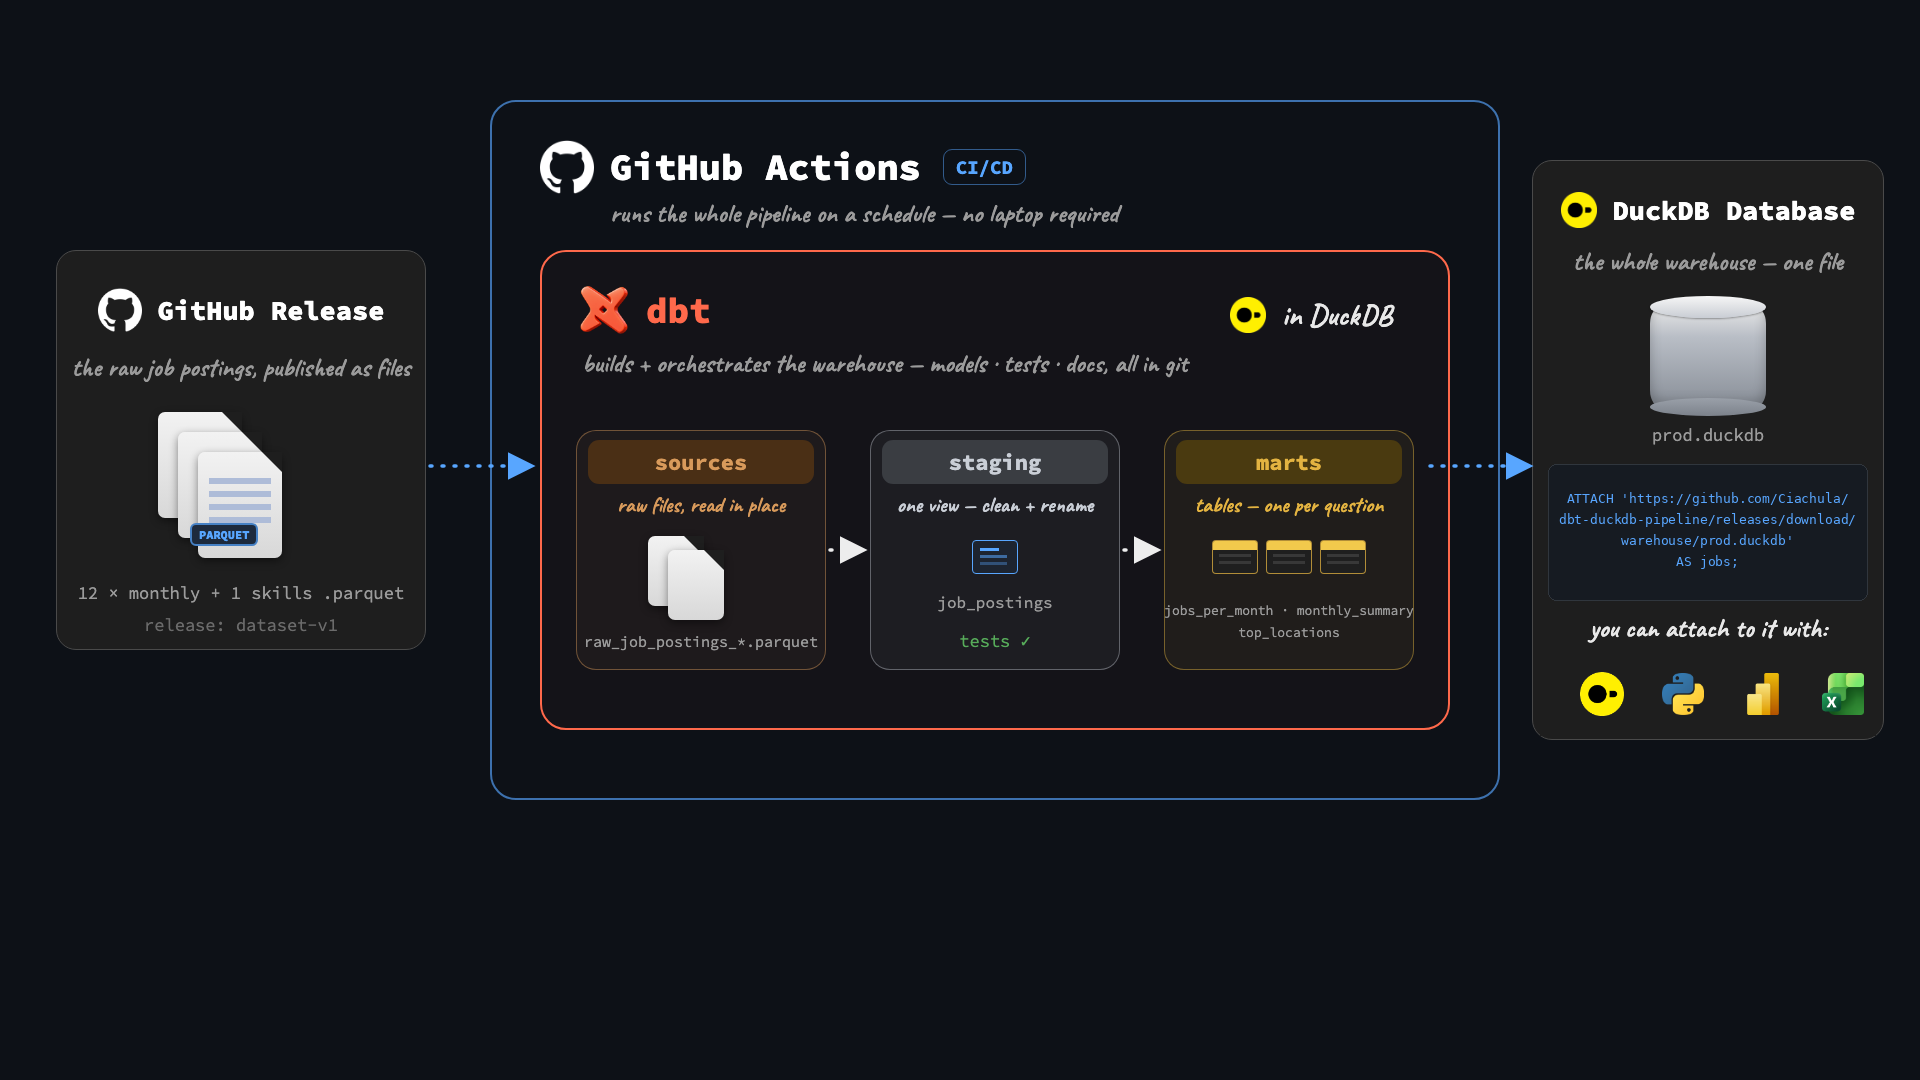 GitHub Release
the raw job postings, published as files
PARQUET
12 × monthly + 1 skills .parquet
release: dataset-v1
GitHub Actions
CI/CD
runs the whole pipeline on a schedule — no laptop required
dbt
in DuckDB
builds + orchestrates the warehouse — models · tests · docs, all in git
sources
raw files, read in place
raw_job_postings_*.parquet
staging
one view — clean + rename
job_postings
tests ✓
marts
tables — one per question
jobs_per_month · monthly_summary
top_locations
DuckDB Database
the whole warehouse — one file
prod.duckdb
ATTACH 'https://github.com/Ciachula/
dbt-duckdb-pipeline/releases/download/
warehouse/prod.duckdb'
AS jobs;
you can attach to it with:
X